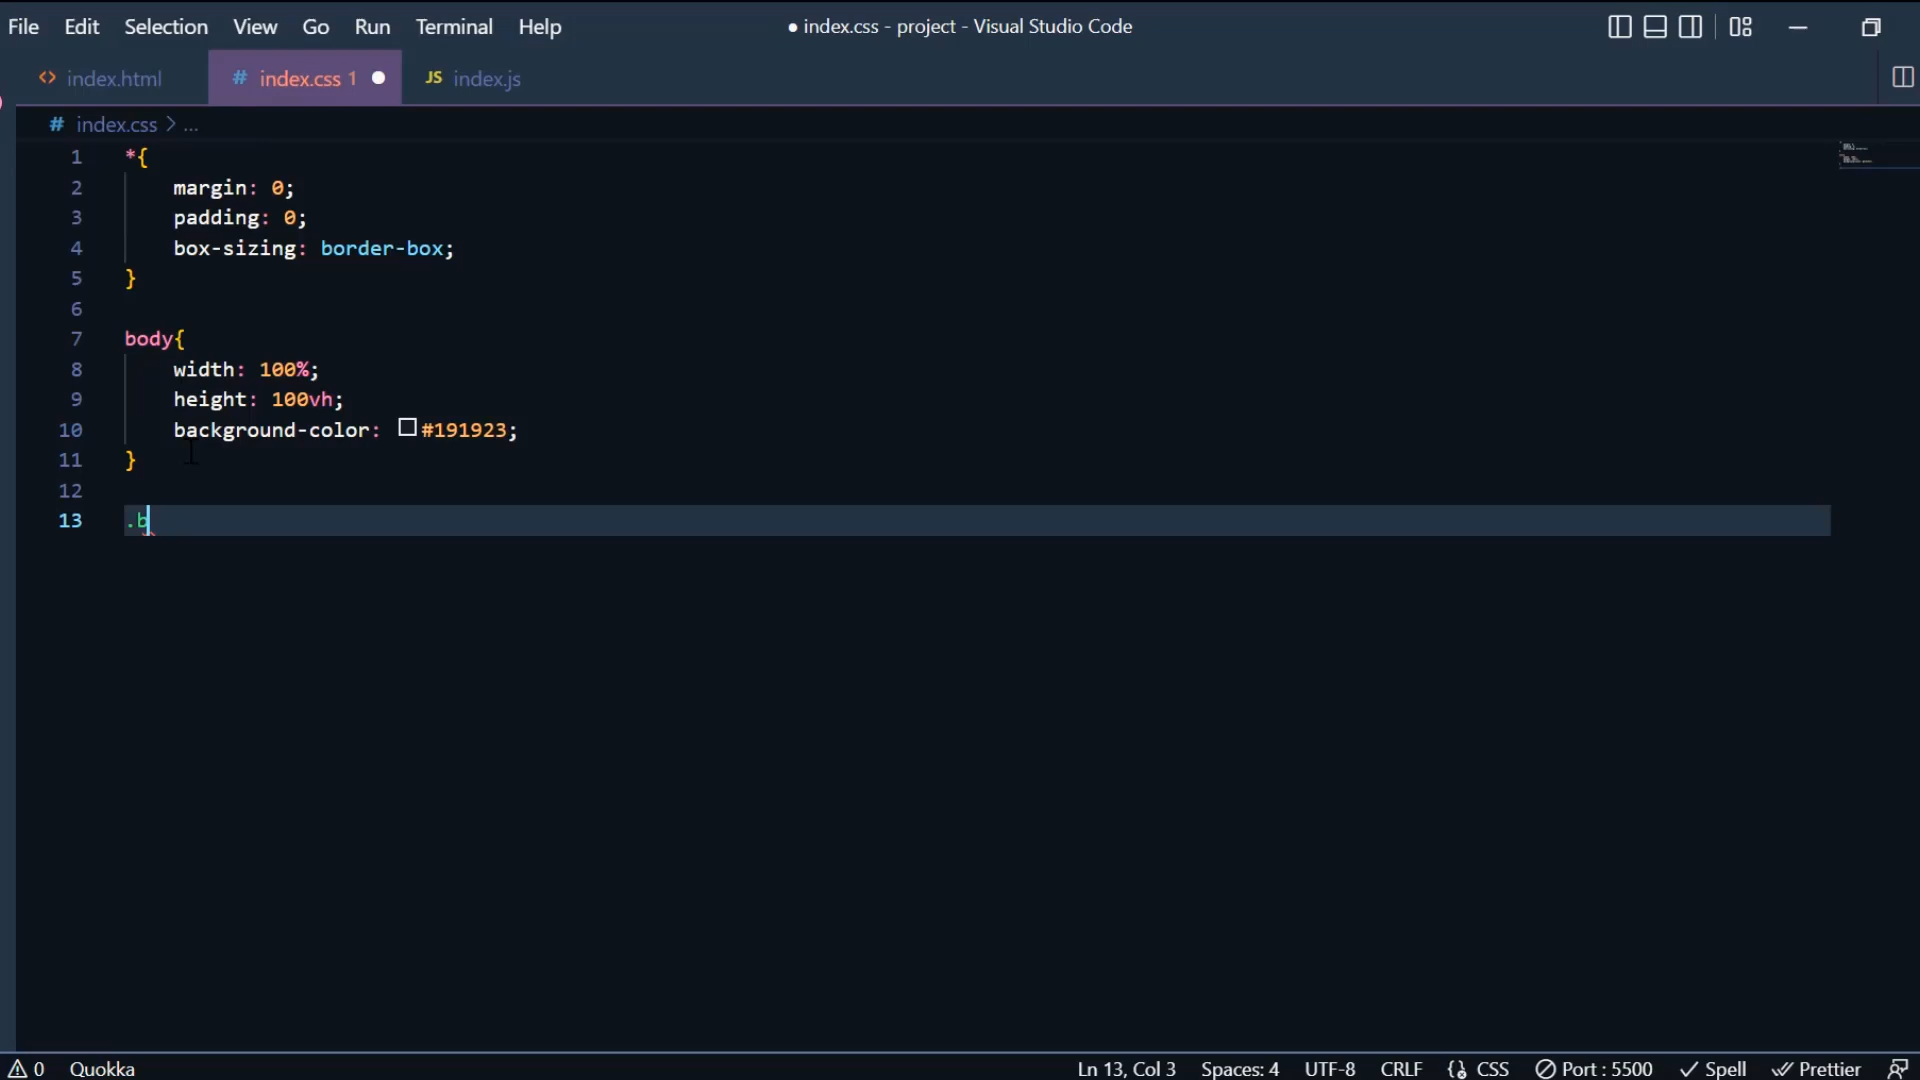 File Edit Selection View Go Run Terminal Help ● index.css - project - Visual Studio Code
<> index.html # index.css 1 ● JS index.js
# index.css > ...
1 *{
2     margin: 0;
3     padding: 0;
4     box-sizing: border-box;
5 }
6
7 body{
8     width: 100%;
9     height: 100vh;
10     background-color: #191923;
11 }
12
13 .b
0 Quokka Ln 13, Col 3 Spaces: 4 UTF-8 CRLF CSS Port : 5500 Spell Prettier